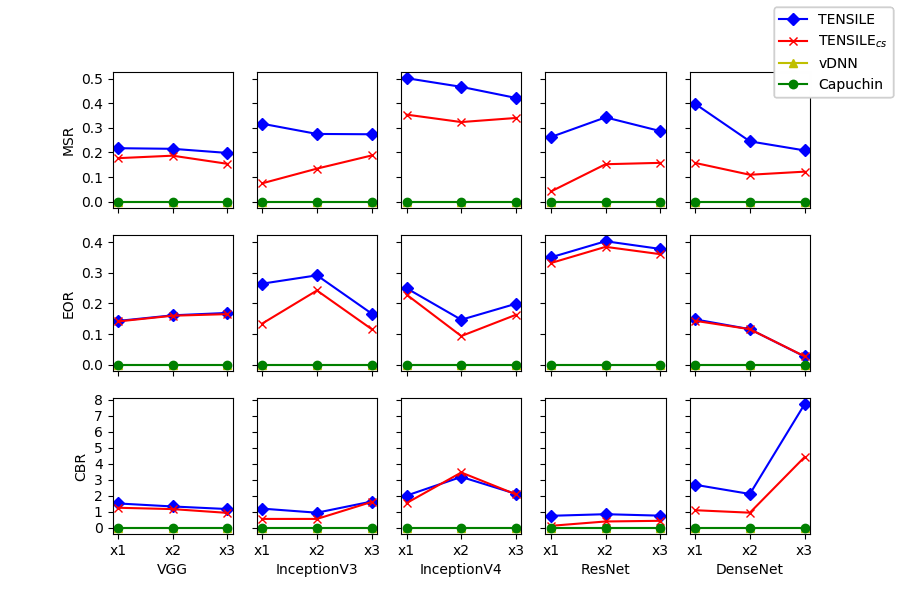 TENSILE
TENSILEcs
vDNN
Capuchin
0.5
0.4
0.3
0.2
0.1
0.0
MSR
0.4
0.3
0.2
0.1
0.0
EOR
8
7
6
5
4
3
2
1
0
CBR
x1 x2 x3 x1 x2 x3 x1 x2 x3 x1 x2 x3 x1 x2 x3
VGG InceptionV3 InceptionV4 ResNet DenseNet